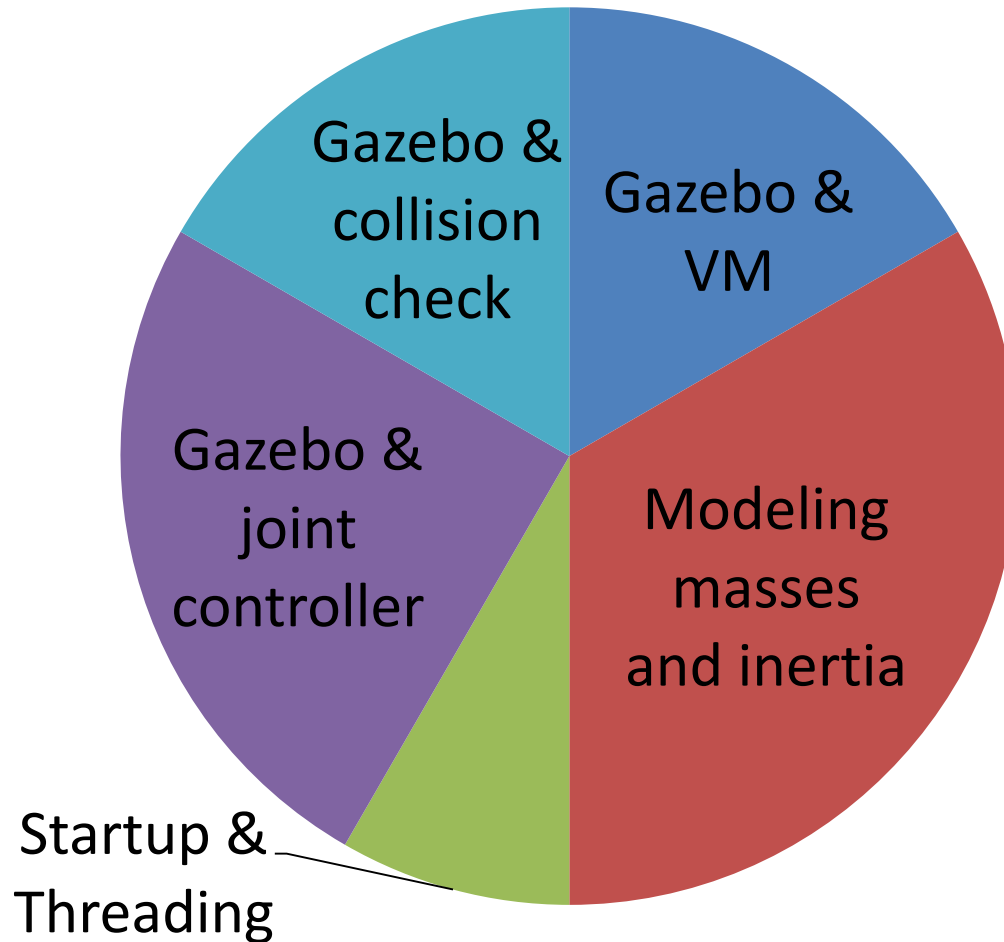 Gazebo &
collision
check
Gazebo &
VM
Gazebo &
joint
controller
Modeling
masses
and inertia
Startup &
Threading